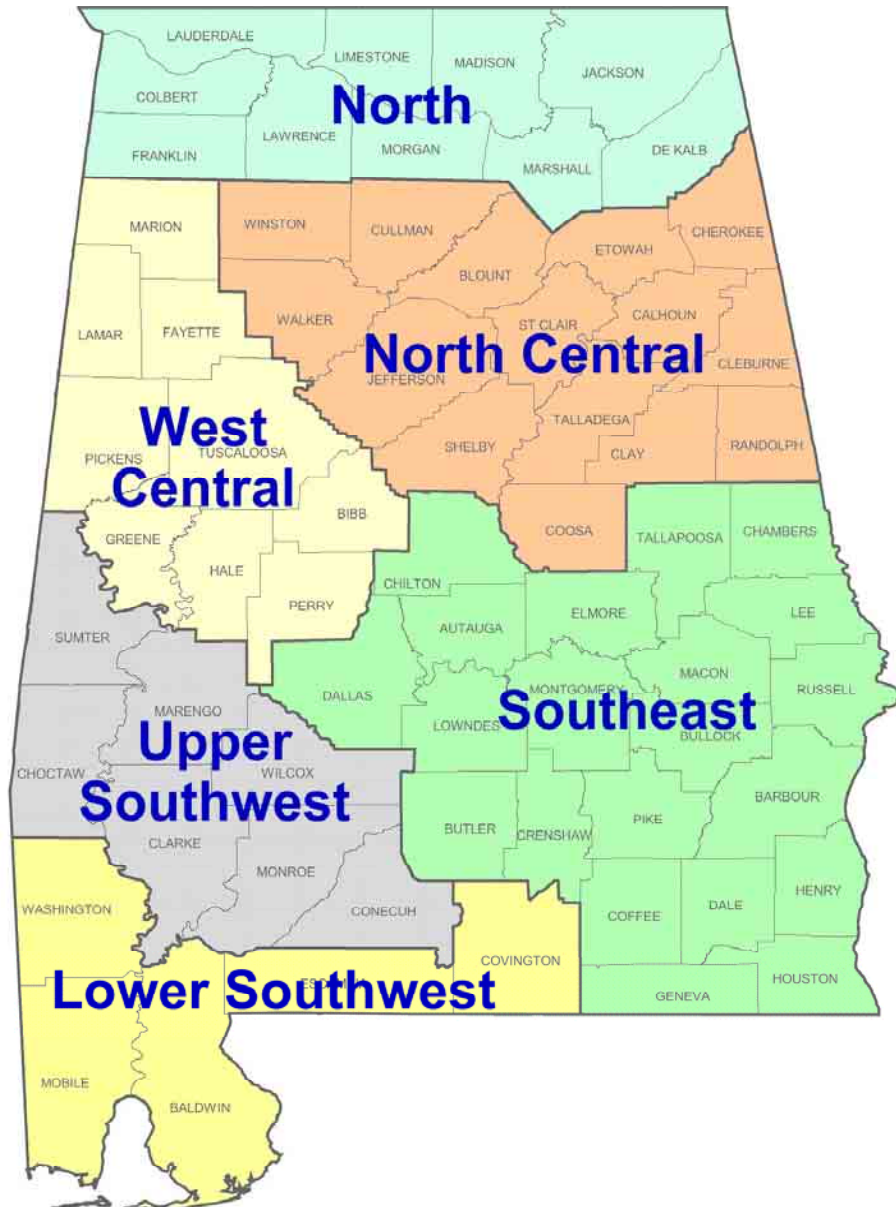 LAUDERDALE
LIMESTONE
MADISON
JACKSON
COLBERT
North
LAWRENCE
MORGAN
FRANKLIN
MARSHALL
DE KALB
MARION
WINSTON
CULLMAN
CHEROKEE
ETOWAH
BLOUNT
LAMAR
FAYETTE
WALKER
ST CLAIR
CALHOUN
North Central
JEFFERSON
CLEBURNE
West
Central
TUSCALOOSA
PICKENS
TALLADEGA
SHELBY
CLAY
RANDOLPH
BIBB
GREENE
HALE
PERRY
COOSA
TALLAPOOSA
CHAMBERS
CHILTON
SUMTER
AUTAUGA
ELMORE
LEE
MACON
RUSSELL
DALLAS
MONTGOMERY
Southeast
LOWNDES
BULLOCK
MARENGO
Upper
Southwest
CHOCTAW
WILCOX
BARBOUR
CLARKE
BUTLER
CRENSHAW
PIKE
MONROE
HENRY
WASHINGTON
CONECUH
COFFEE
DALE
COVINGTON
HOUSTON
Lower Southwest
GENEVA
MOBILE
BALDWIN